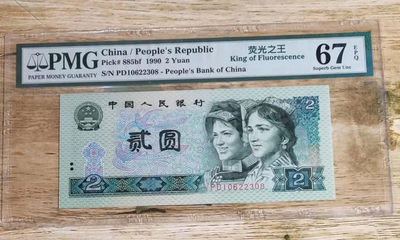 PMG
PAPER MONEY GUARANTY
China / People's Republic
Pick# 885bf 1990 2 Yuan
S/N PD10622308 - People's Bank of China
荧光之王
King of Fluorescence
67 EPQ
Superb Gem Unc
中国人民银行
2
贰圆
PD10622308
2
2